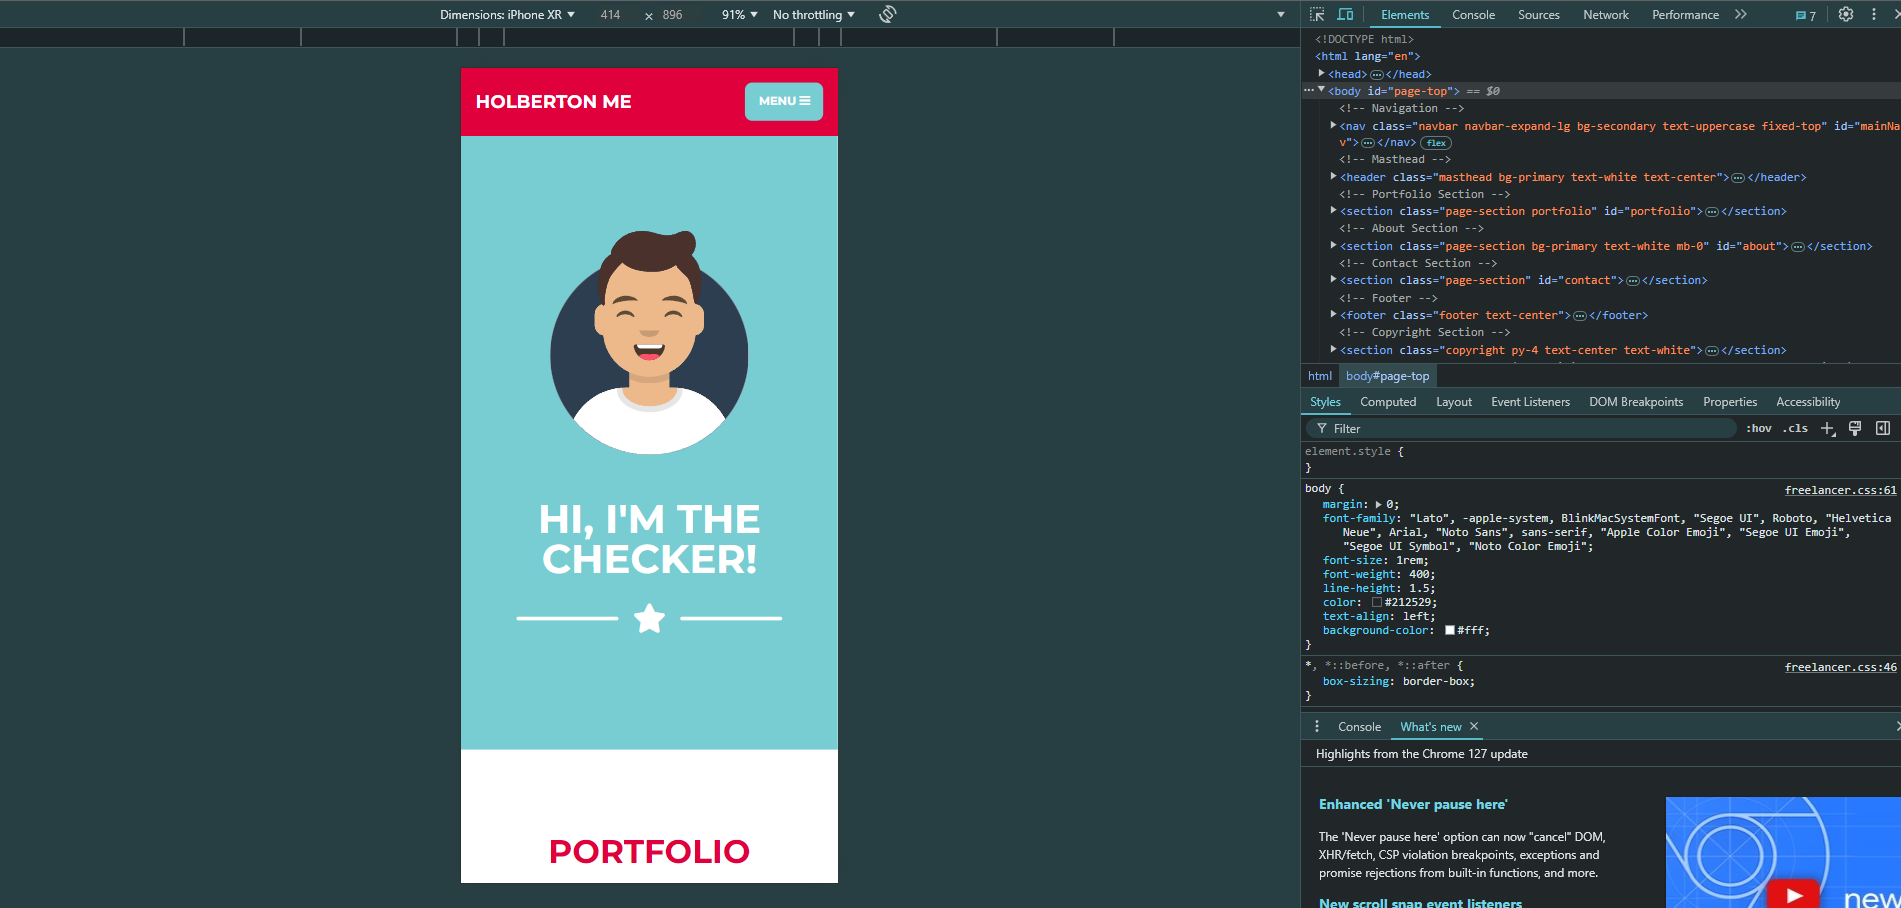 Dimensions: iPhone XR 414 × 896 91% No throttling
HOLBERTON ME
MENU
HI, I'M THE
CHECKER!
PORTFOLIO
Elements Console Sources Network Performance 7
<!DOCTYPE html>
<html lang="en">
<head> </head>
<body id="page-top"> == $0
<!-- Navigation -->
<nav class="navbar navbar-expand-lg bg-secondary text-uppercase fixed-top" id="mainNa
v"> </nav> flex
<!-- Masthead -->
<header class="masthead bg-primary text-white text-center"> </header>
<!-- Portfolio Section -->
<section class="page-section portfolio" id="portfolio"> </section>
<!-- About Section -->
<section class="page-section bg-primary text-white mb-0" id="about"> </section>
<!-- Contact Section -->
<section class="page-section" id="contact"> </section>
<!-- Footer -->
<footer class="footer text-center"> </footer>
<!-- Copyright Section -->
<section class="copyright py-4 text-center text-white"> </section>
html body#page-top
Styles Computed Layout Event Listeners DOM Breakpoints Properties Accessibility
Filter :hov .cls
element.style {
}
body { freelancer.css:61
margin: 0;
font-family: "Lato", -apple-system, BlinkMacSystemFont, "Segoe UI", Roboto, "Helvetica
Neue", Arial, "Noto Sans", sans-serif, "Apple Color Emoji", "Segoe UI Emoji",
"Segoe UI Symbol", "Noto Color Emoji";
font-size: 1rem;
font-weight: 400;
line-height: 1.5;
color: #212529;
text-align: left;
background-color: #fff;
}
*, *::before, *::after { freelancer.css:46
box-sizing: border-box;
}
Console What's new
Highlights from the Chrome 127 update
Enhanced 'Never pause here'
The 'Never pause here' option can now "cancel" DOM,
XHR/fetch, CSP violation breakpoints, exceptions and
promise rejections from built-in functions, and more.
New scroll snap event listeners
new